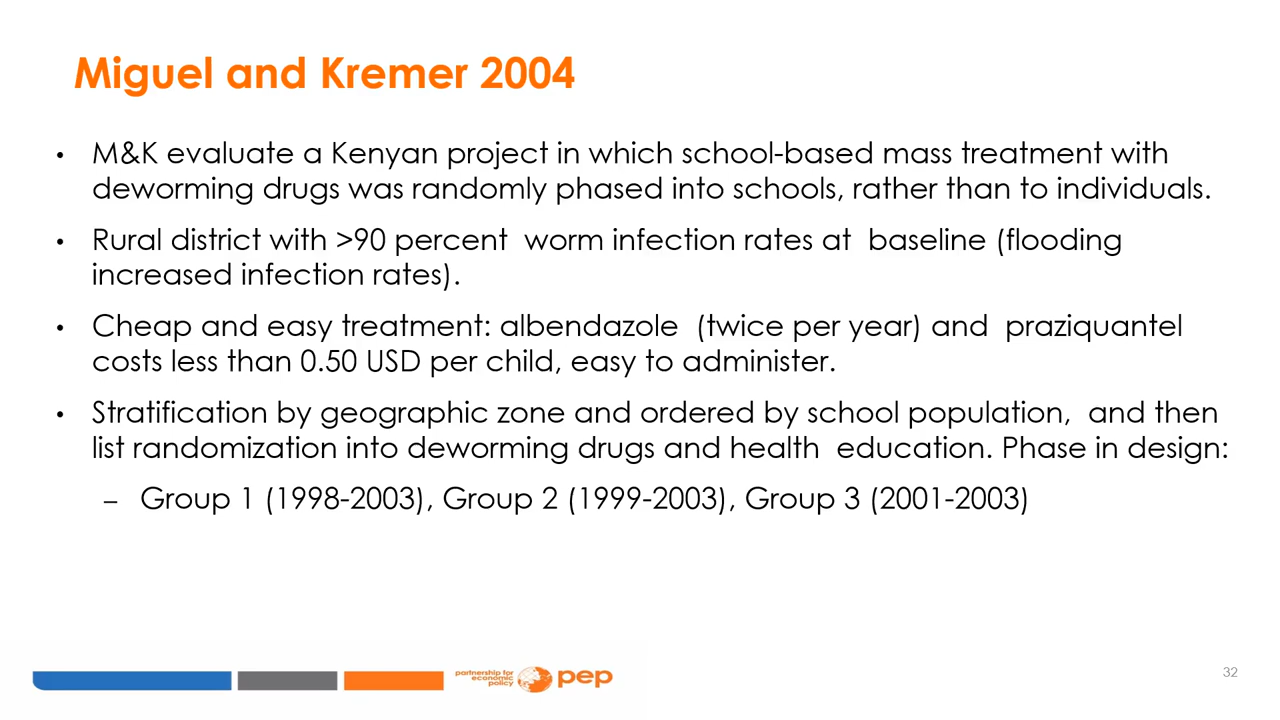 Miguel and Kremer 2004
• M&K evaluate a Kenyan project in which school-based mass treatment with
deworming drugs was randomly phased into schools, rather than to individuals.
• Rural district with >90 percent worm infection rates at baseline (flooding
increased infection rates).
• Cheap and easy treatment: albendazole (twice per year) and praziquantel
costs less than 0.50 USD per child, easy to administer.
• Stratification by geographic zone and ordered by school population, and then
list randomization into deworming drugs and health education. Phase in design:
– Group 1 (1998-2003), Group 2 (1999-2003), Group 3 (2001-2003)
partnership for
economic
policy
pep
32